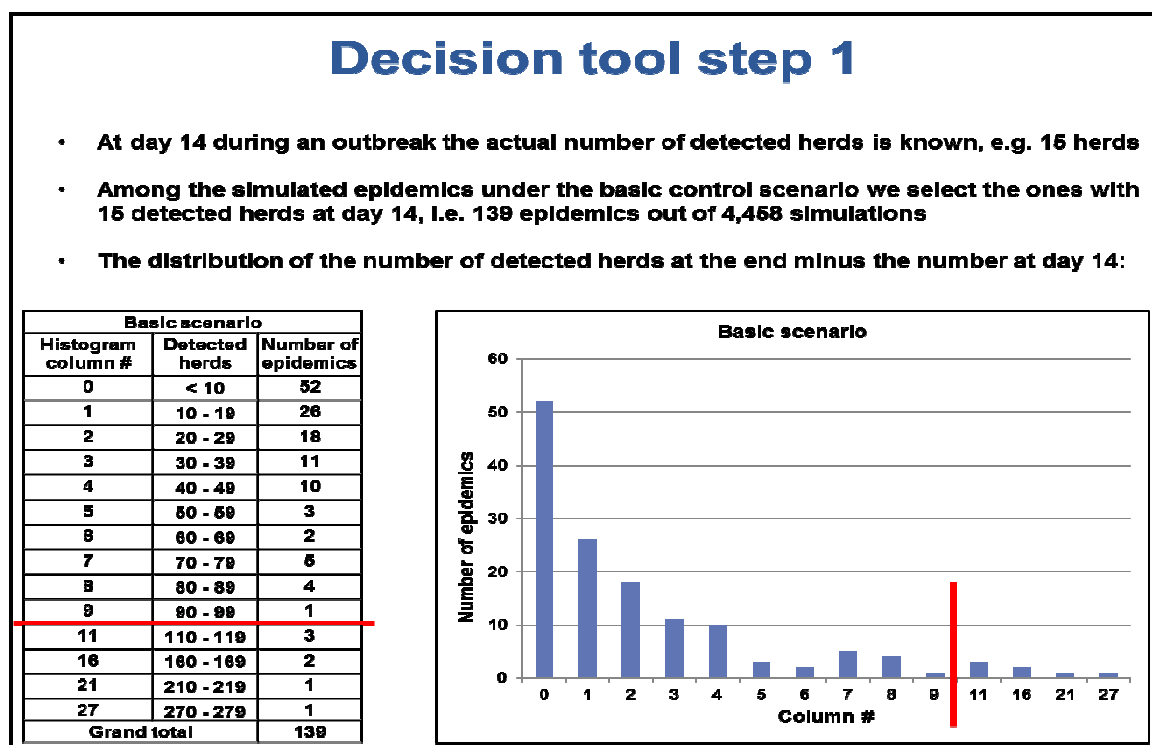 Decision tool step 1
• At day 14 during an outbreak the actual number of detected herds is known, e.g. 15 herds
• Among the simulated epidemics under the basic control scenario we select the ones with
15 detected herds at day 14, i.e. 139 epidemics out of 4,458 simulations
• The distribution of the number of detected herds at the end minus the number at day 14:
Basic scenario
Histogram column # Detected herds Number of epidemics
0 < 10 52
1 10 - 19 26
2 20 - 29 18
3 30 - 39 11
4 40 - 49 10
5 50 - 59 3
6 60 - 69 2
7 70 - 79 5
8 80 - 89 4
9 90 - 99 1
11 110 - 119 3
16 160 - 169 2
21 210 - 219 1
27 270 - 279 1
Grand total 139
Basic scenario
Number of epidemics
60
50
40
30
20
10
0
0 1 2 3 4 5 6 7 8 9 11 16 21 27
Column #